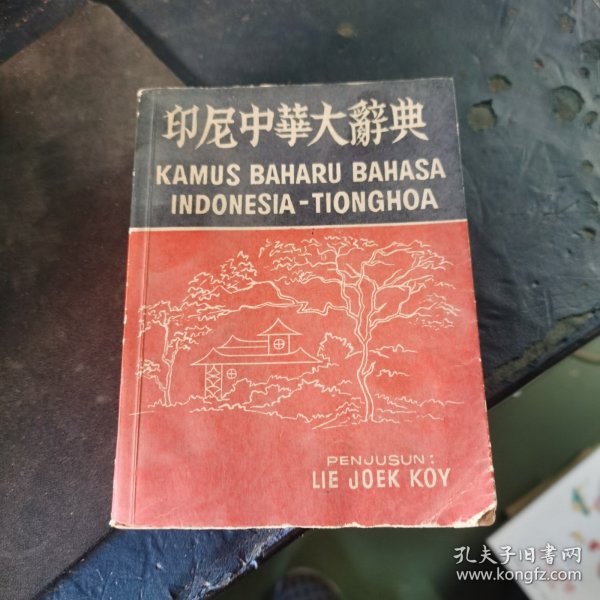 印尼中華大辭典
KAMUS BAHARU BAHASA
INDONESIA-TIONGHOA
PENJUSUN:
LIE JOEK KOY
孔夫子旧书网
www.kongfz.com